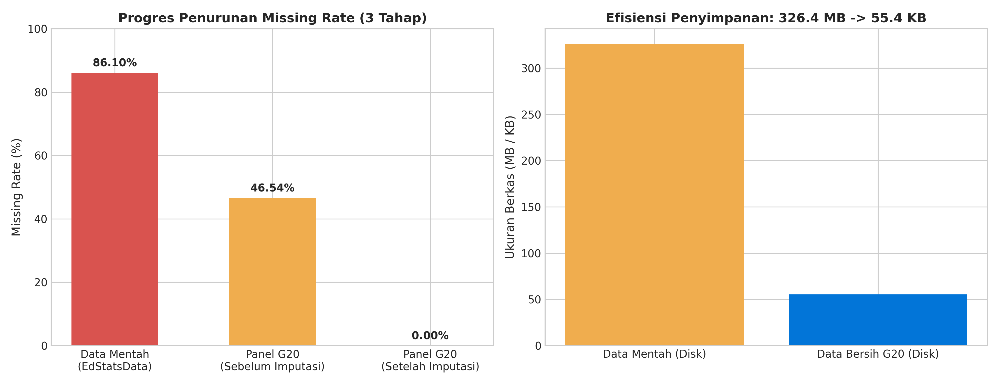 Progres Penurunan Missing Rate (3 Tahap)
Missing Rate (%)
100
80
60
40
20
0
86.10%
46.54%
0.00%
Data Mentah
(EdStatsData)
Panel G20
(Sebelum Imputasi)
Panel G20
(Setelah Imputasi)
Efisiensi Penyimpanan: 326.4 MB -> 55.4 KB
Ukuran Berkas (MB / KB)
300
250
200
150
100
50
0
Data Mentah (Disk)
Data Bersih G20 (Disk)